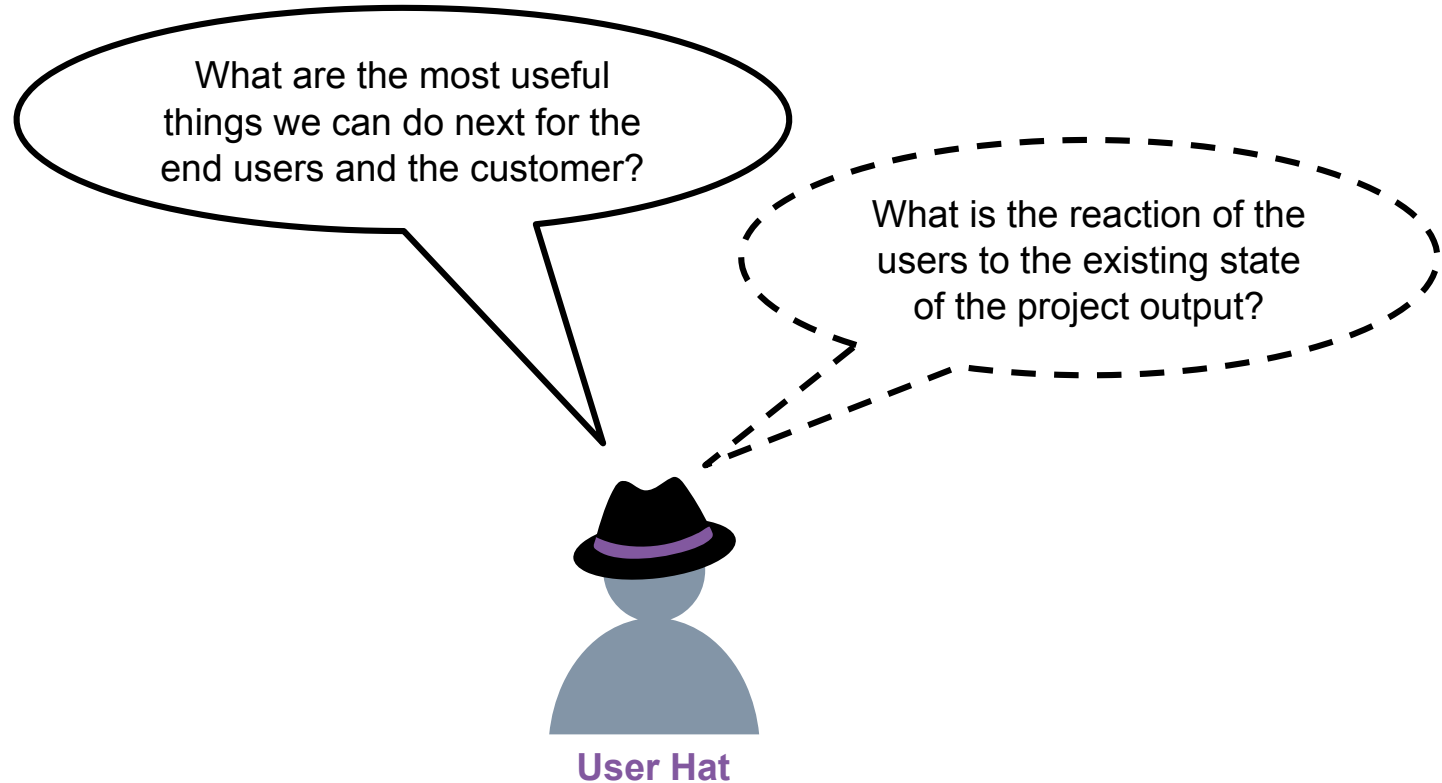 What are the most useful
things we can do next for the
end users and the customer?
What is the reaction of the
users to the existing state
of the project output?
User Hat